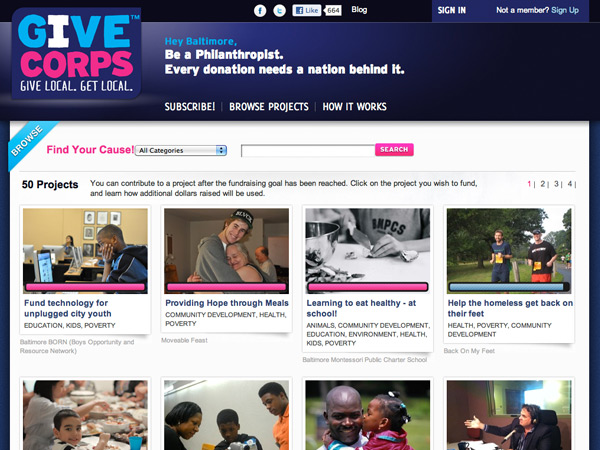 GIVE™
CORPS
GIVE LOCAL. GET LOCAL.
f
Like 664
Blog
SIGN IN
Not a member? Sign Up
Hey Baltimore,
Be a Philanthropist.
Every donation needs a nation behind it.
SUBSCRIBE! | BROWSE PROJECTS | HOW IT WORKS
BROWSE
Find Your Cause! All Categories SEARCH
50 Projects
You can contribute to a project after the fundraising goal has been reached. Click on the project you wish to fund,
and learn how additional dollars raised will be used.
1 | 2 | 3 | 4 |
Fund technology for
unplugged city youth
EDUCATION, KIDS, POVERTY
Baltimore BORN (Boys Opportunity and
Resource Network)
Providing Hope through Meals
COMMUNITY DEVELOPMENT, HEALTH,
POVERTY
Moveable Feast
BMPCS
Learning to eat healthy - at
school!
ANIMALS, COMMUNITY DEVELOPMENT,
EDUCATION, ENVIRONMENT, HEALTH,
KIDS, POVERTY
Baltimore Montessori Public Charter School
Help the homeless get back on
their feet
HEALTH, POVERTY, COMMUNITY
DEVELOPMENT
Back On My Feet